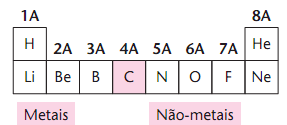 1A 8A
H 2A 3A 4A 5A 6A 7A He
Li Be B C N O F Ne
Metais Não-metais